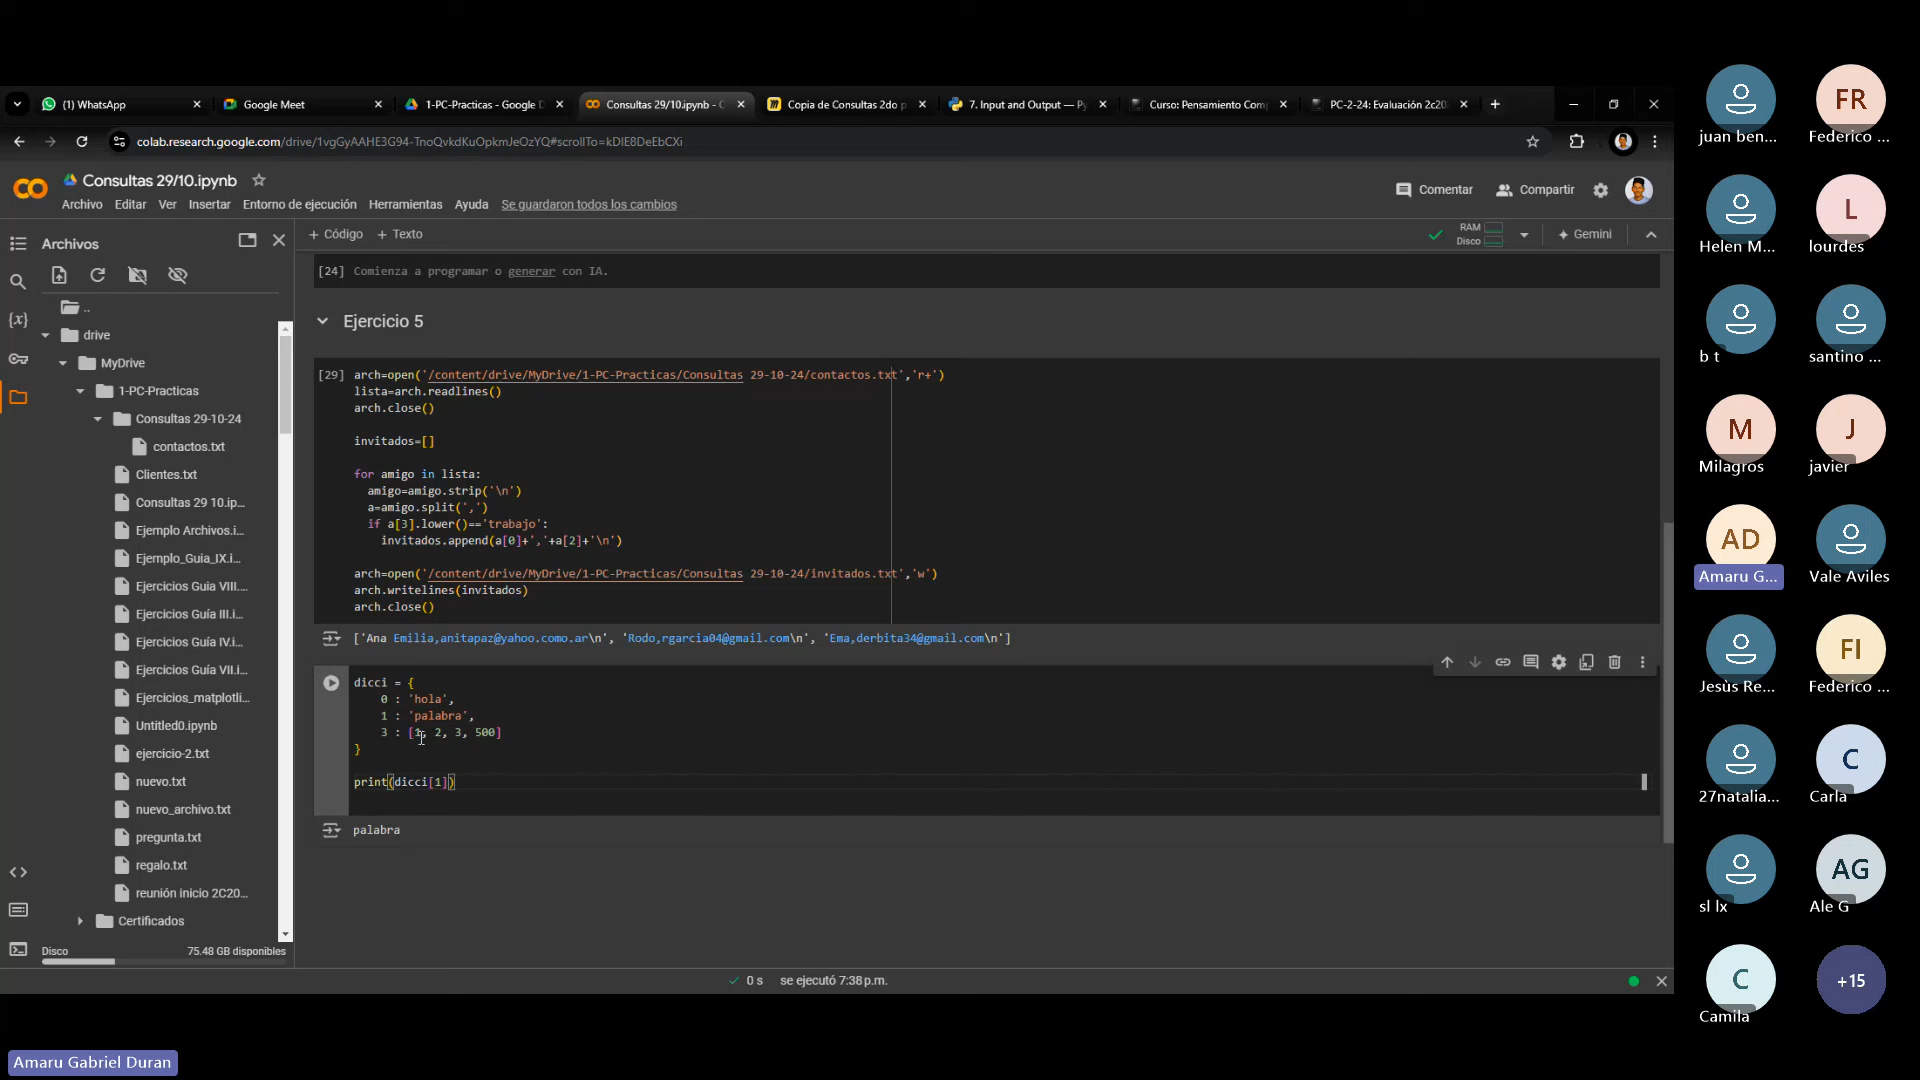 (1) WhatsApp
Google Meet
1-PC-Practicas - Google D
Consultas 29/10.ipynb - C
Copia de Consultas 2do p
7. Input and Output — Py
Curso: Pensamiento Comp
PC-2-24: Evaluación 2c20
colab.research.google.com/drive/1vgGyAAHE3G94-TnoQvkdKuOpkmJeOzYQ#scrollTo=kDIE8DeEbCXi
Consultas 29/10.ipynb
Comentar
Compartir
Archivo Editar Ver Insertar Entorno de ejecución Herramientas Ayuda Se guardaron todos los cambios
Archivos
+ Código + Texto
RAM
Disco
Gemini
..
drive
MyDrive
1-PC-Practicas
Consultas 29-10-24
contactos.txt
Clientes.txt
Consultas 29 10.ip...
Ejemplo Archivos.i...
Ejemplo_Guia_IX.i...
Ejercicios Guia VIII....
Ejercicios Guía III.i...
Ejercicios Guía IV.i...
Ejercicios Guía VII.i...
Ejercicios_matplotli...
Untitled0.ipynb
ejercicio-2.txt
nuevo.txt
nuevo_archivo.txt
pregunta.txt
regalo.txt
reunión inicio 2C20...
Certificados
Disco 75.48 GB disponibles
[24] Comienza a programar o generar con IA.
Ejercicio 5
[29] arch=open('/content/drive/MyDrive/1-PC-Practicas/Consultas 29-10-24/contactos.txt','r+')
lista=arch.readlines()
arch.close()
invitados=[]
for amigo in lista:
amigo=amigo.strip('\n')
a=amigo.split(',')
if a[3].lower()=='trabajo':
invitados.append(a[0]+','+a[2]+'\n')
arch=open('/content/drive/MyDrive/1-PC-Practicas/Consultas 29-10-24/invitados.txt','w')
arch.writelines(invitados)
arch.close()
['Ana Emilia,anitapaz@yahoo.como.ar\n', 'Rodo,rgarcia04@gmail.com\n', 'Ema,derbita34@gmail.com\n']
dicci = {
0 : 'hola',
1 : 'palabra',
3 : [1, 2, 3, 500]
}
print(dicci[1])
palabra
0 s se ejecutó 7:38 p.m.
juan ben...
FR
Federico ...
Helen M...
L
lourdes
b t
santino ...
M
Milagros
J
javier
AD
Amaru G...
Vale Aviles
Jesùs Re...
FI
Federico ...
27natalia...
C
Carla
sl lx
AG
Ale G
C
Camila
+15
Amaru Gabriel Duran